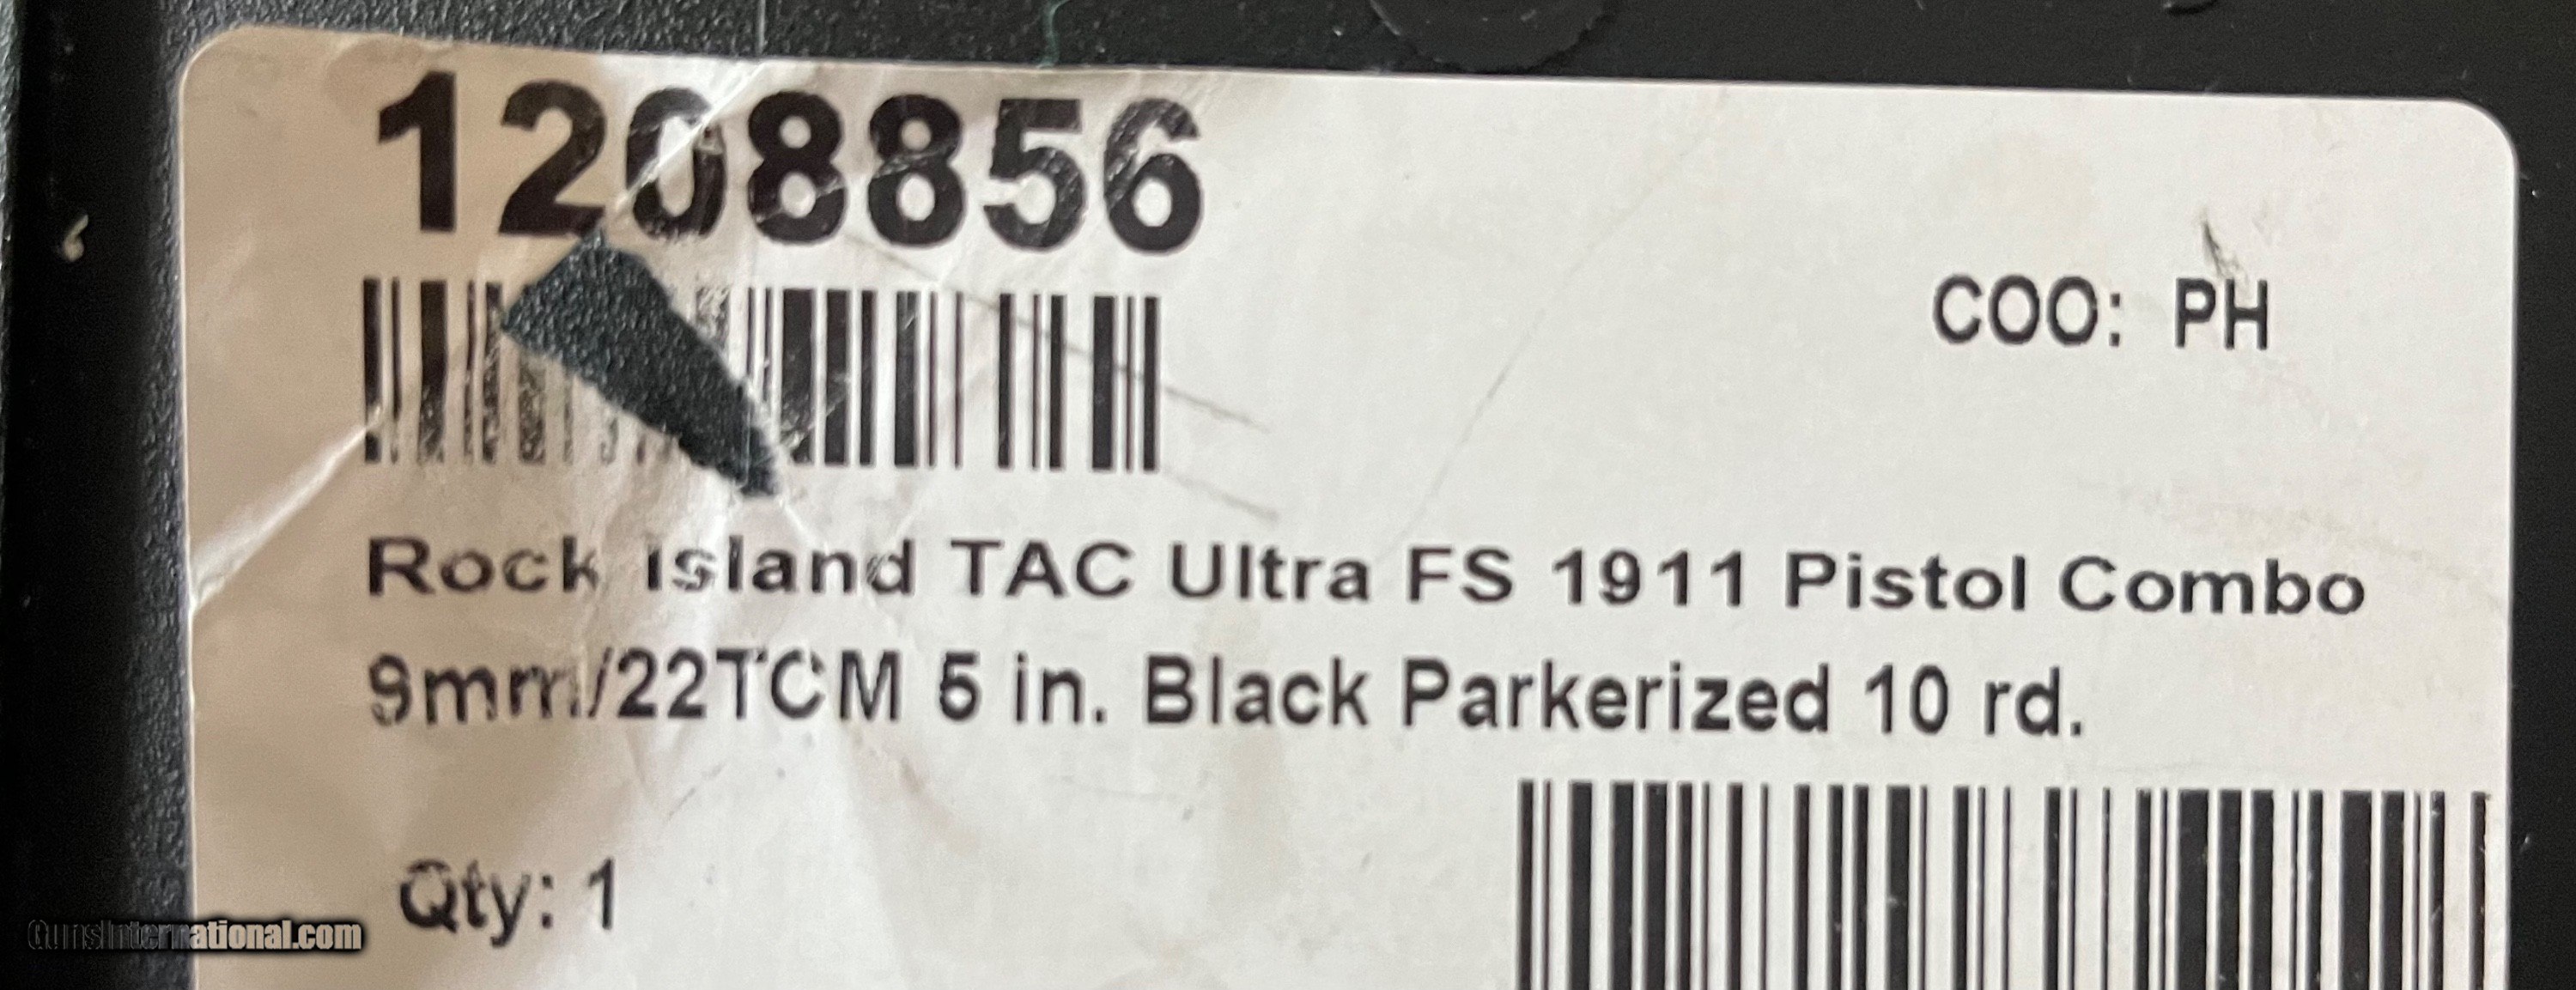 1208856
COO: PH
Rock Island TAC Ultra FS 1911 Pistol Combo
9mm/22TCM 5 in. Black Parkerized 10 rd.
Qty: 1
GunsInternational.com